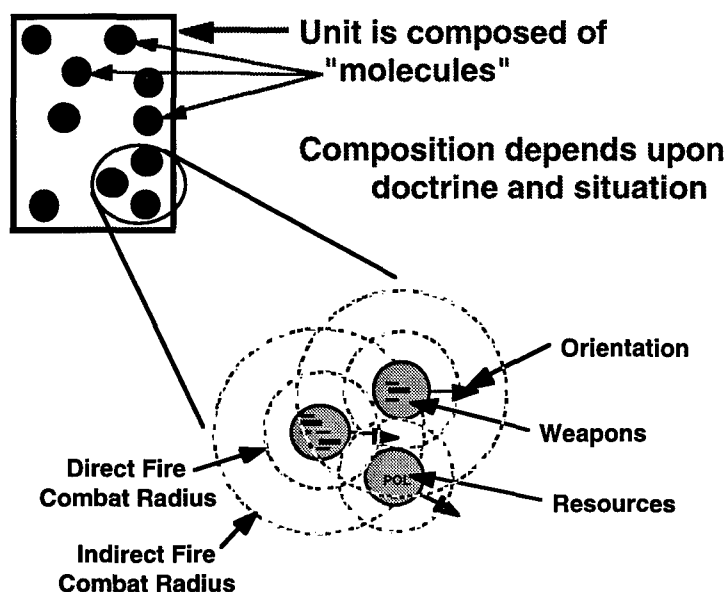 Unit is composed of
"molecules"
Composition depends upon
doctrine and situation
Orientation
Weapons
Direct Fire
Combat Radius
POL
Resources
Indirect Fire
Combat Radius